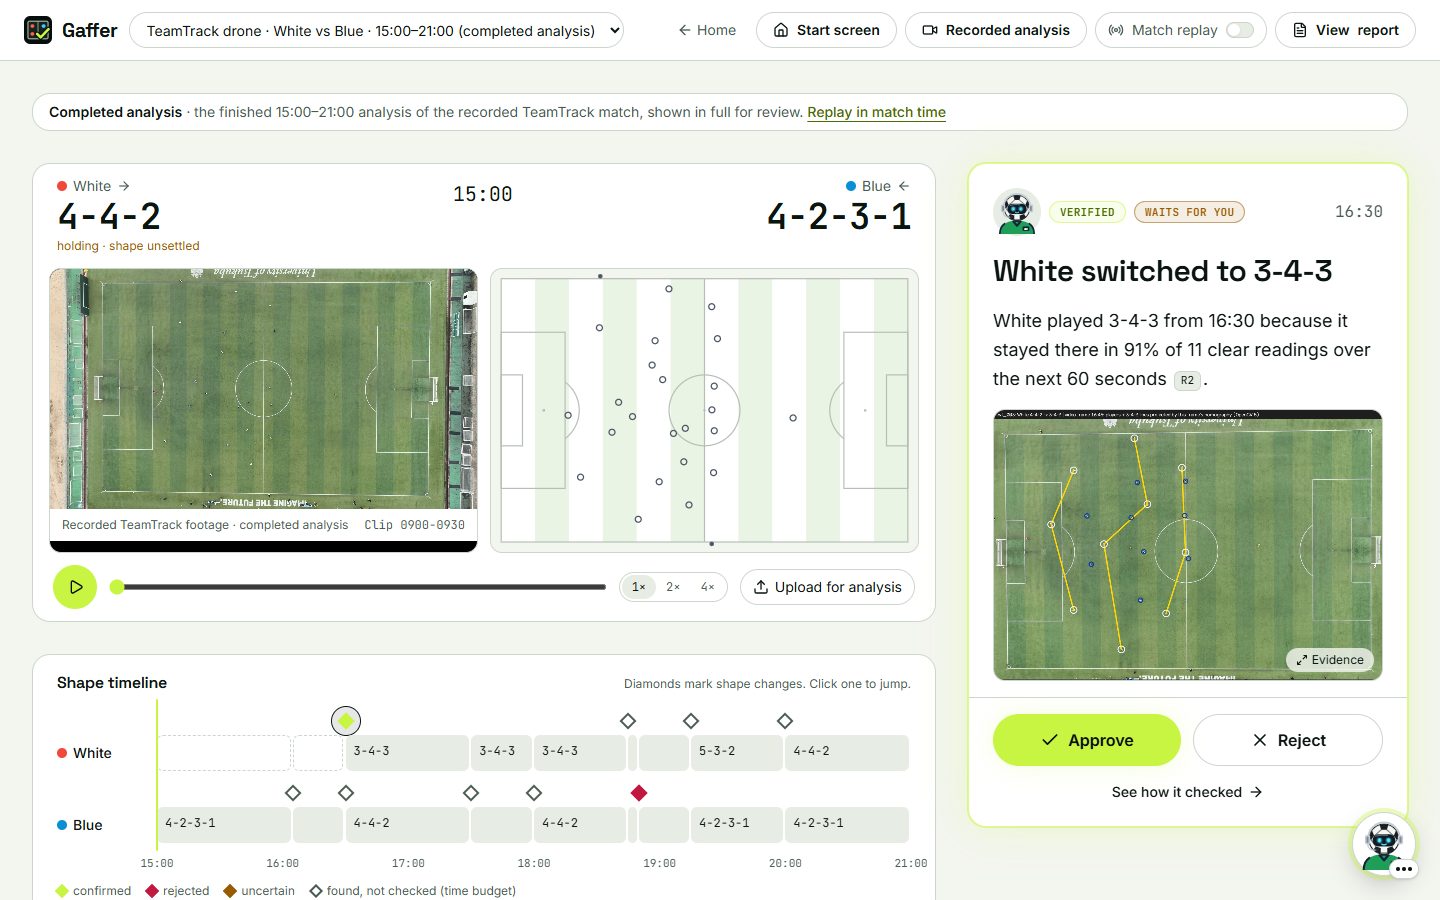 Gaffer
TeamTrack drone · White vs Blue · 15:00–21:00 (completed analysis)
← Home
Start screen
Recorded analysis
Match replay
View report
Completed analysis · the finished 15:00–21:00 analysis of the recorded TeamTrack match, shown in full for review. Replay in match time
White →
4-4-2
holding · shape unsettled
15:00
Blue ←
4-2-3-1
University of Tsukuba
IMAGINE THE FUTURE.
Recorded TeamTrack footage · completed analysis Clip 0900-0930
1× 2× 4×
Upload for analysis
VERIFIED
WAITS FOR YOU
16:30
White switched to 3-4-3
White played 3-4-3 from 16:30 because it
stayed there in 91% of 11 clear readings over
the next 60 seconds R2 .
University of Tsukuba
Evidence
Approve
Reject
See how it checked →
Shape timeline
Diamonds mark shape changes. Click one to jump.
White
3-4-3 3-4-3 3-4-3 5-3-2 4-4-2
Blue
4-2-3-1 4-4-2 4-4-2 4-2-3-1 4-2-3-1
15:00 16:00 17:00 18:00 19:00 20:00 21:00
confirmed rejected uncertain found, not checked (time budget)